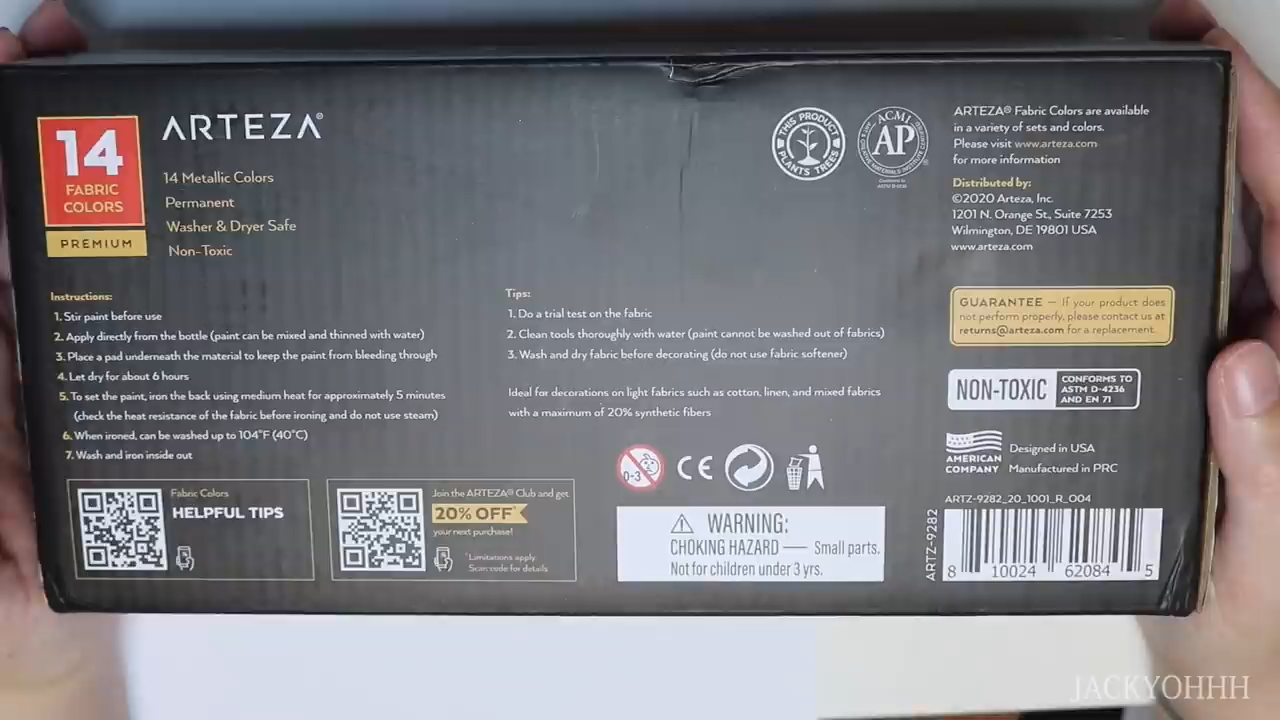 14
FABRIC
COLORS
PREMIUM
ARTEZA®
14 Metallic Colors
Permanent
Washer & Dryer Safe
Non-Toxic
THIS PRODUCT
PLANTS TREES
ACMI
AP
ARTEZA® Fabric Colors are available
in a variety of sets and colors.
Please visit www.arteza.com
for more information
Distributed by:
©2020 Arteza, Inc.
1201 N. Orange St., Suite 7253
Wilmington, DE 19801 USA
www.arteza.com
Instructions:
1. Stir paint before use
2. Apply directly from the bottle (paint can be mixed and thinned with water)
3. Place a pad underneath the material to keep the paint from bleeding through
4. Let dry for about 6 hours
5. To set the paint, iron the back using medium heat for approximately 5 minutes
(check the heat resistance of the fabric before ironing and do not use steam)
6. When ironed, can be washed up to 104°F (40°C)
7. Wash and iron inside out
Tips:
1. Do a trial test on the fabric
2. Clean tools thoroughly with water (paint cannot be washed out of fabrics)
3. Wash and dry fabric before decorating (do not use fabric softener)
Ideal for decorations on light fabrics such as cotton, linen, and mixed fabrics
with a maximum of 20% synthetic fibers
GUARANTEE — If your product does
not perform properly, please contact us at
returns@arteza.com for a replacement.
NON-TOXIC
CONFORMS TO
ASTM D-4236
AND EN 71
AMERICAN
COMPANY
Designed in USA
Manufactured in PRC
Fabric Colors
HELPFUL TIPS
Join the ARTEZA® Club and get
20% OFF*
your next purchase!
*Limitations apply.
Scan code for details
0-3
CE
WARNING:
CHOKING HAZARD — Small parts.
Not for children under 3 yrs.
ARTZ-9282_20_1001_R_004
ARTZ-9282
8 10024 62084 5
JACKYOHHH